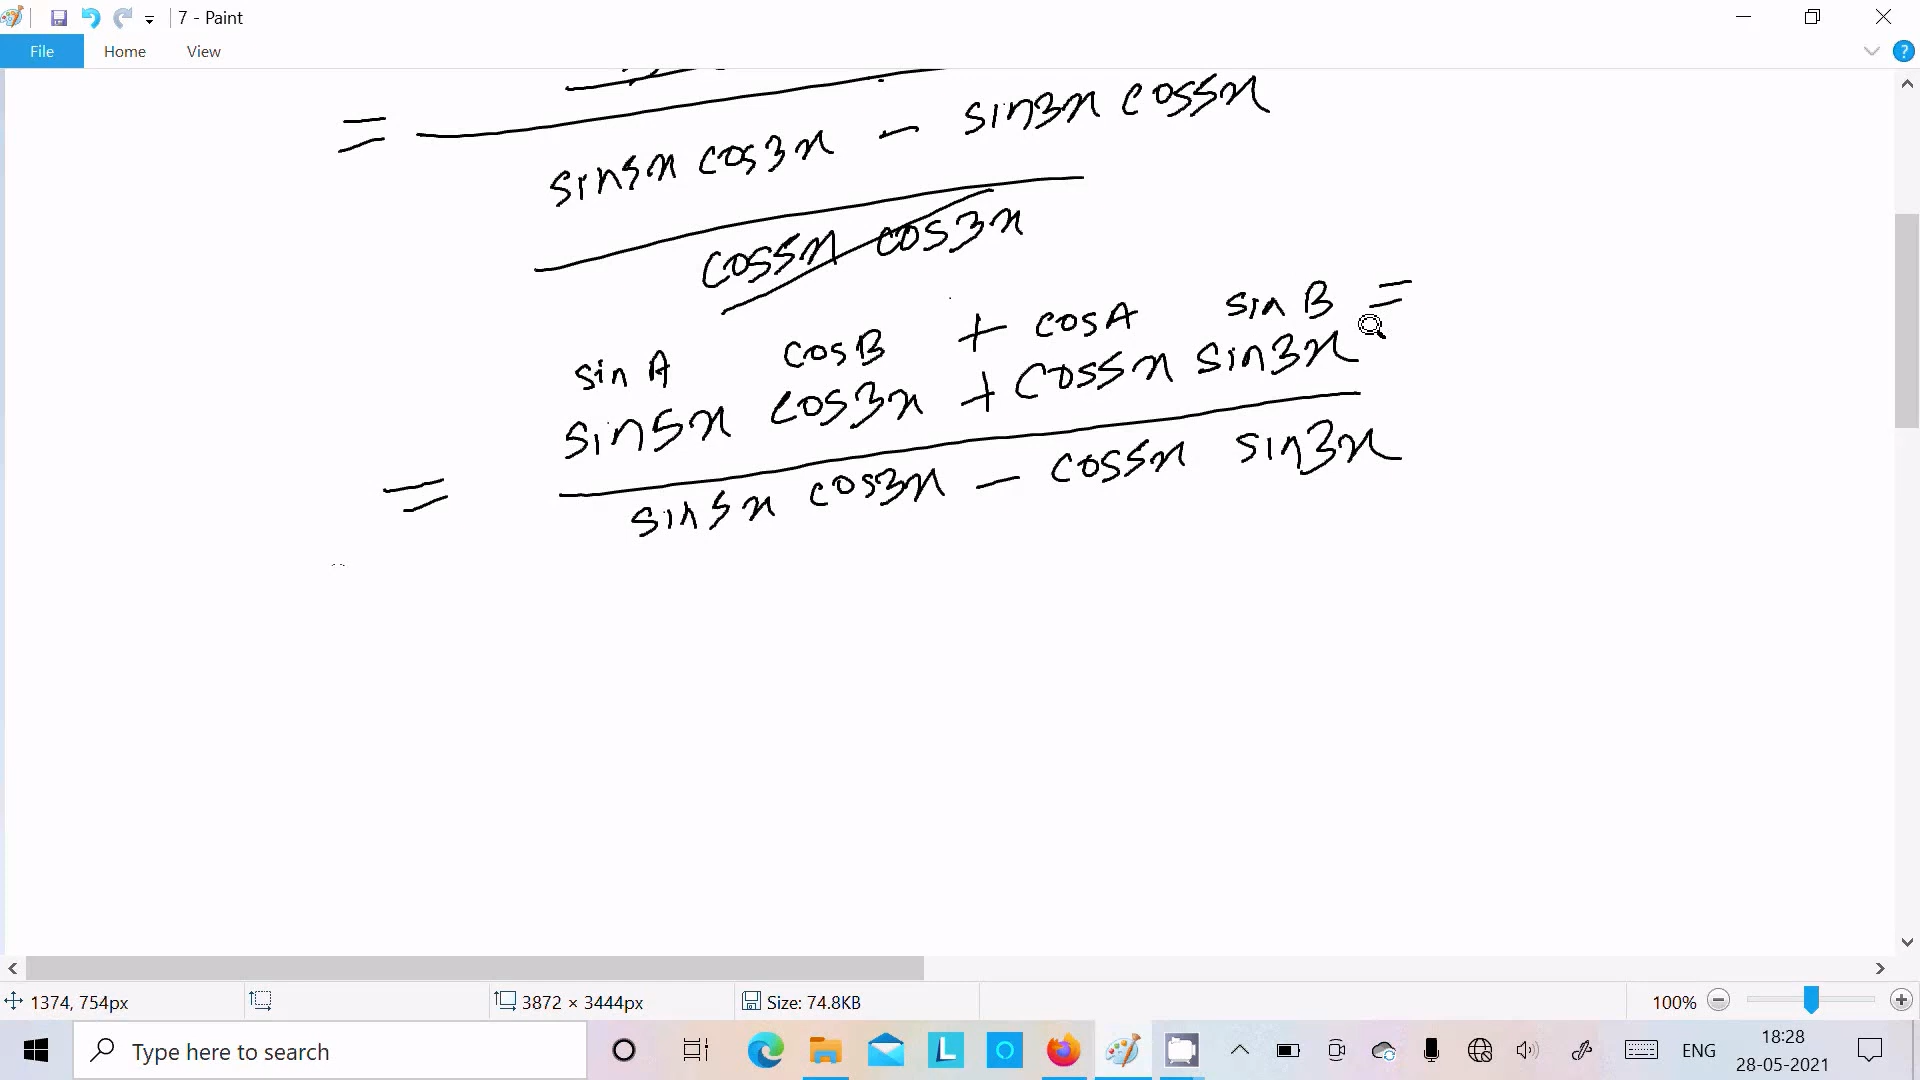 7 - Paint
File Home View
= sin5x cos3x - sin3x cos5x
cos5x cos3x
sin A cos B + cos A sin B =
sin5x cos3x + cos5x sin3x
= sin5x cos3x - cos5x sin3x
1374, 754px 3872 × 3444px Size: 74.8KB 100%
Type here to search
ENG
18:28
28-05-2021